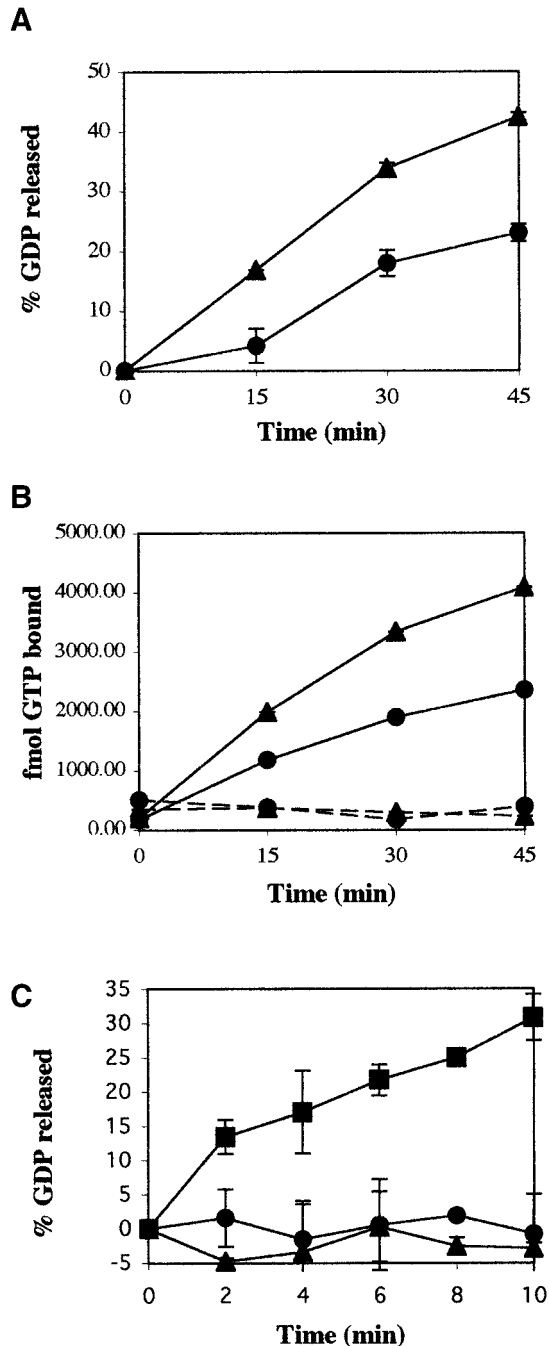 A
50
40
30
20
10
0
% GDP released
0 15 30 45
Time (min)
B
5000.00
4000.00
3000.00
2000.00
1000.00
0.00
fmol GTP bound
0 15 30 45
Time (min)
C
35
30
25
20
15
10
5
0
-5
% GDP released
0 2 4 6 8 10
Time (min)